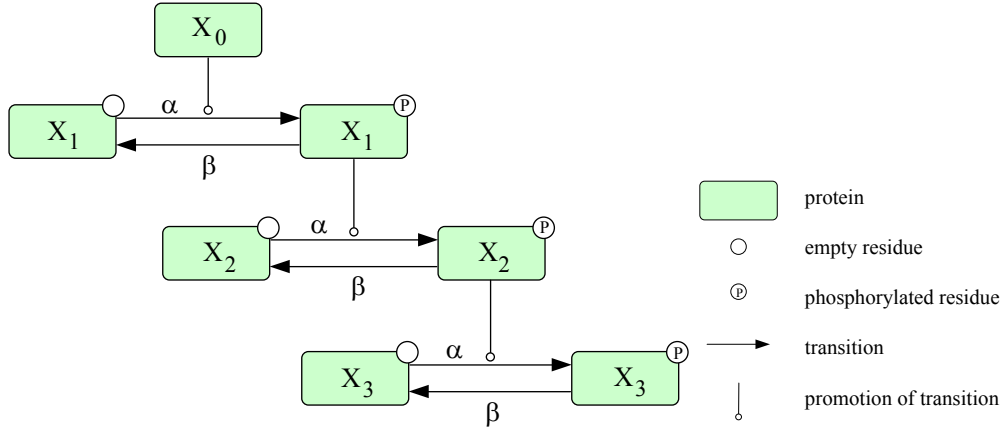 X0
α
X1
X1
P
β
α
X2
X2
P
β
α
X3
X3
P
β
protein
empty residue
P
phosphorylated residue
transition
promotion of transition